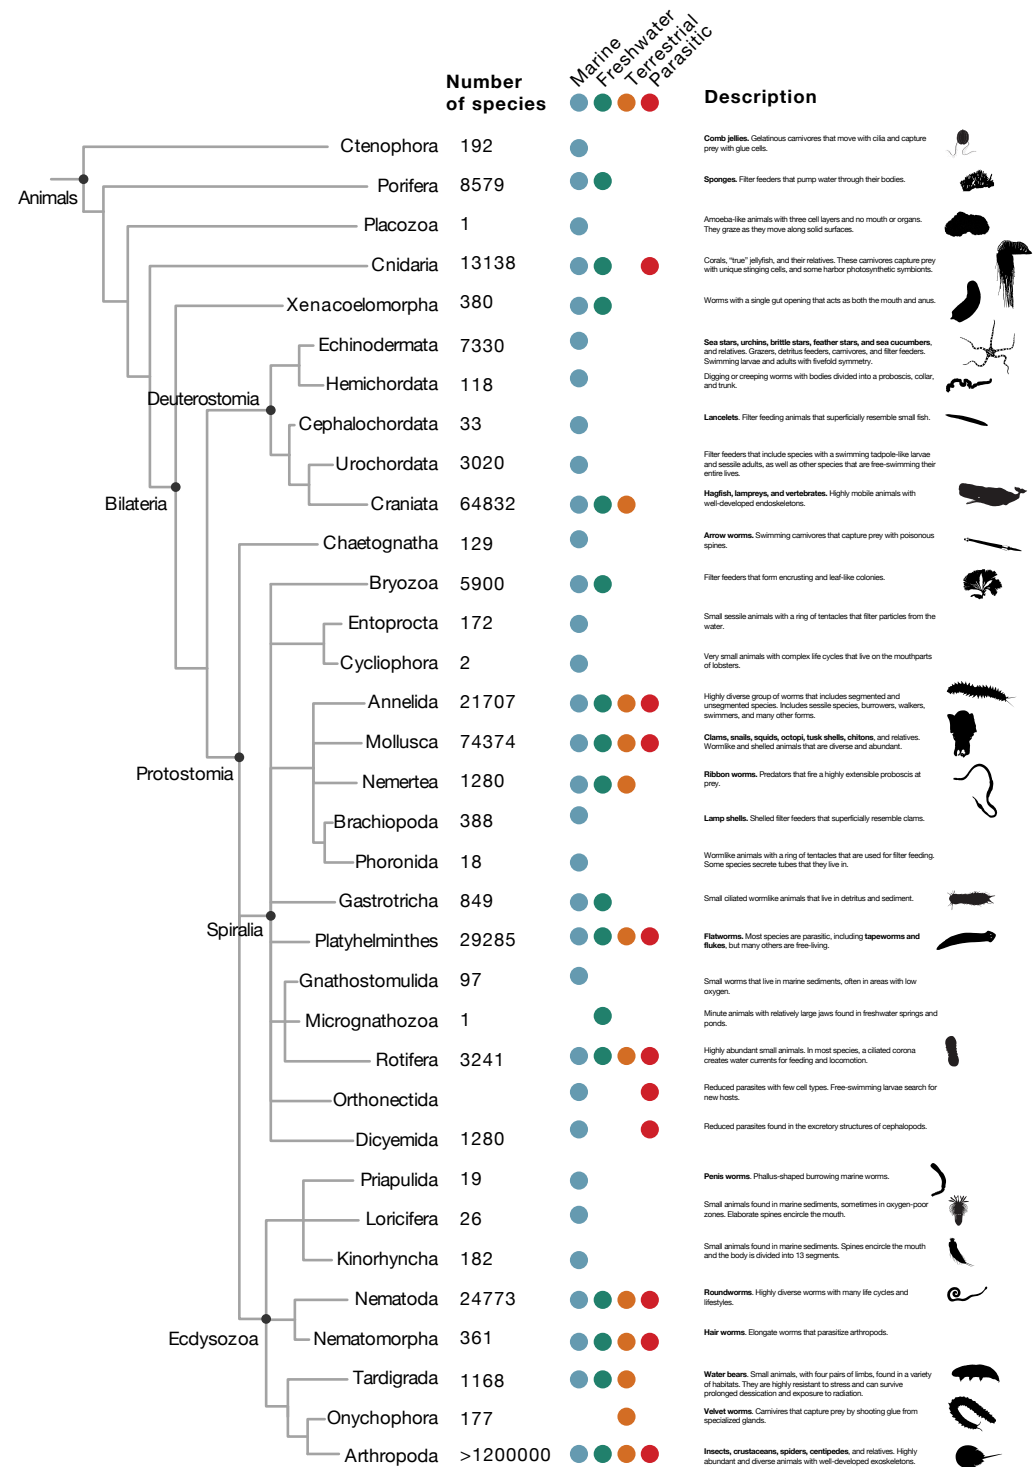 Marine
Freshwater
Terrestrial
Parasitic
Number
of species
Description
Animals
Ctenophora 192
Comb jellies. Gelatinous carnivores that move with cilia and capture
prey with glue cells.
Porifera 8579
Sponges. Filter feeders that pump water through their bodies.
Placozoa 1
Amoeba-like animals with three cell layers and no mouth or organs.
They graze as they move along solid surfaces.
Cnidaria 13138
Corals, “true” jellyfish, and their relatives. These carnivores capture prey
with unique stinging cells, and some harbor photosynthetic symbionts.
Xenacoelomorpha 380
Worms with a single gut opening that acts as both the mouth and anus.
Bilateria
Deuterostomia
Echinodermata 7330
Sea stars, urchins, brittle stars, feather stars, and sea cucumbers,
and relatives. Grazers, detritus feeders, carnivores, and filter feeders.
Swimming larvae and adults with fivefold symmetry.
Hemichordata 118
Digging or creeping worms with bodies divided into a proboscis, collar,
and trunk.
Cephalochordata 33
Lancelets. Filter feeding animals that superficially resemble small fish.
Urochordata 3020
Filter feeders that include species with a swimming tadpole-like larvae
and sessile adults, as well as other species that are free-swimming their
entire lives.
Craniata 64832
Hagfish, lampreys, and vertebrates. Highly mobile animals with
well-developed endoskeletons.
Protostomia
Chaetognatha 129
Arrow worms. Swimming carnivores that capture prey with poisonous
spines.
Spiralia
Bryozoa 5900
Filter feeders that form encrusting and leaf-like colonies.
Entoprocta 172
Small sessile animals with a ring of tentacles that filter particles from the
water.
Cycliophora 2
Very small animals with complex life cycles that live on the mouthparts
of lobsters.
Annelida 21707
Highly diverse group of worms that includes segmented and
unsegmented species. Includes sessile species, burrowers, walkers,
swimmers, and many other forms.
Mollusca 74374
Clams, snails, squids, octopi, tusk shells, chitons, and relatives.
Wormlike and shelled animals that are diverse and abundant.
Nemertea 1280
Ribbon worms. Predators that fire a highly extensible proboscis at
prey.
Brachiopoda 388
Lamp shells. Shelled filter feeders that superficially resemble clams.
Phoronida 18
Wormlike animals with a ring of tentacles that are used for filter feeding.
Some species secrete tubes that they live in.
Gastrotricha 849
Small ciliated wormlike animals that live in detritus and sediment.
Platyhelminthes 29285
Flatworms. Most species are parasitic, including tapeworms and
flukes, but many others are free-living.
Gnathostomulida 97
Small worms that live in marine sediments, often in areas with low
oxygen.
Micrognathozoa 1
Minute animals with relatively large jaws found in freshwater springs and
ponds.
Rotifera 3241
Highly abundant small animals. In most species, a ciliated corona
creates water currents for feeding and locomotion.
Orthonectida
Reduced parasites with few cell types. Free-swimming larvae search for
new hosts.
Dicyemida 1280
Reduced parasites found in the excretory structures of cephalopods.
Ecdysozoa
Priapulida 19
Penis worms. Phallus-shaped burrowing marine worms.
Loricifera 26
Small animals found in marine sediments, sometimes in oxygen-poor
zones. Elaborate spines encircle the mouth.
Kinorhyncha 182
Small animals found in marine sediments. Spines encircle the mouth
and the body is divided into 13 segments.
Nematoda 24773
Roundworms. Highly diverse worms with many life cycles and
lifestyles.
Nematomorpha 361
Hair worms. Elongate worms that parasitize arthropods.
Tardigrada 1168
Water bears. Small animals, with four pairs of limbs, found in a variety
of habitats. They are highly resistant to stress and can survive
prolonged dessication and exposure to radiation.
Onychophora 177
Velvet worms. Carnivires that capture prey by shooting glue from
specialized glands.
Arthropoda >1200000
Insects, crustaceans, spiders, centipedes, and relatives. Highly
abundant and diverse animals with well-developed exoskeletons.